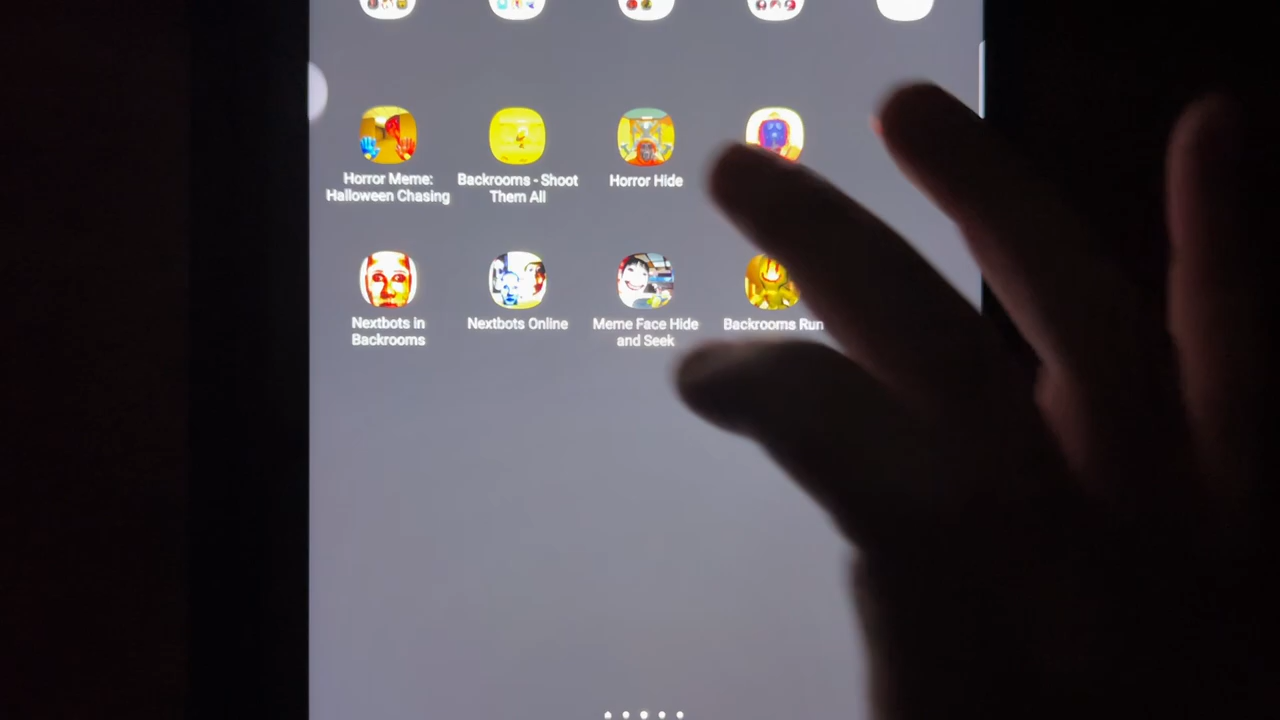 Horror Meme:
Halloween Chasing
Backrooms - Shoot
Them All
Horror Hide
Nextbots in
Backrooms
Nextbots Online
Meme Face Hide
and Seek
Backrooms Run